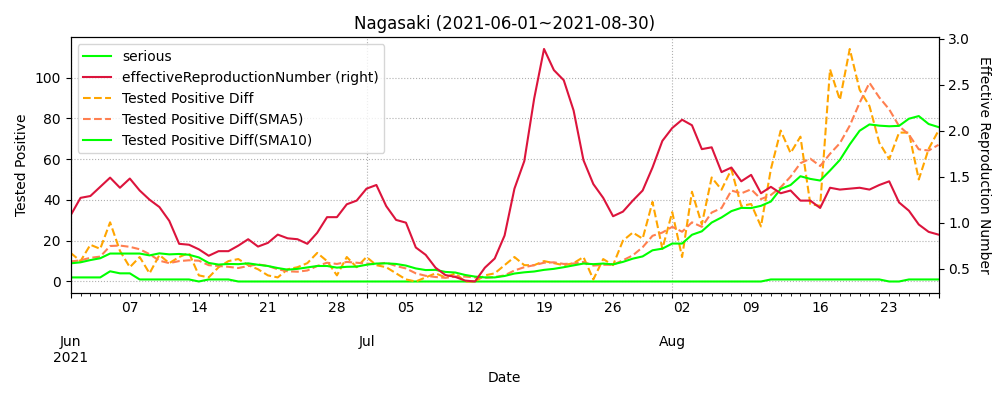 Nagasaki (2021-06-01~2021-08-30)
serious
effectiveReproductionNumber (right)
Tested Positive Diff
Tested Positive Diff(SMA5)
Tested Positive Diff(SMA10)
Tested Positive
100
80
60
40
20
0
3.0
2.5
2.0
1.5
1.0
0.5
Effective Reproduction Number
07 14 21 28 05 12 19 26 02 09 16 23
Jun Jul Aug
2021
Date